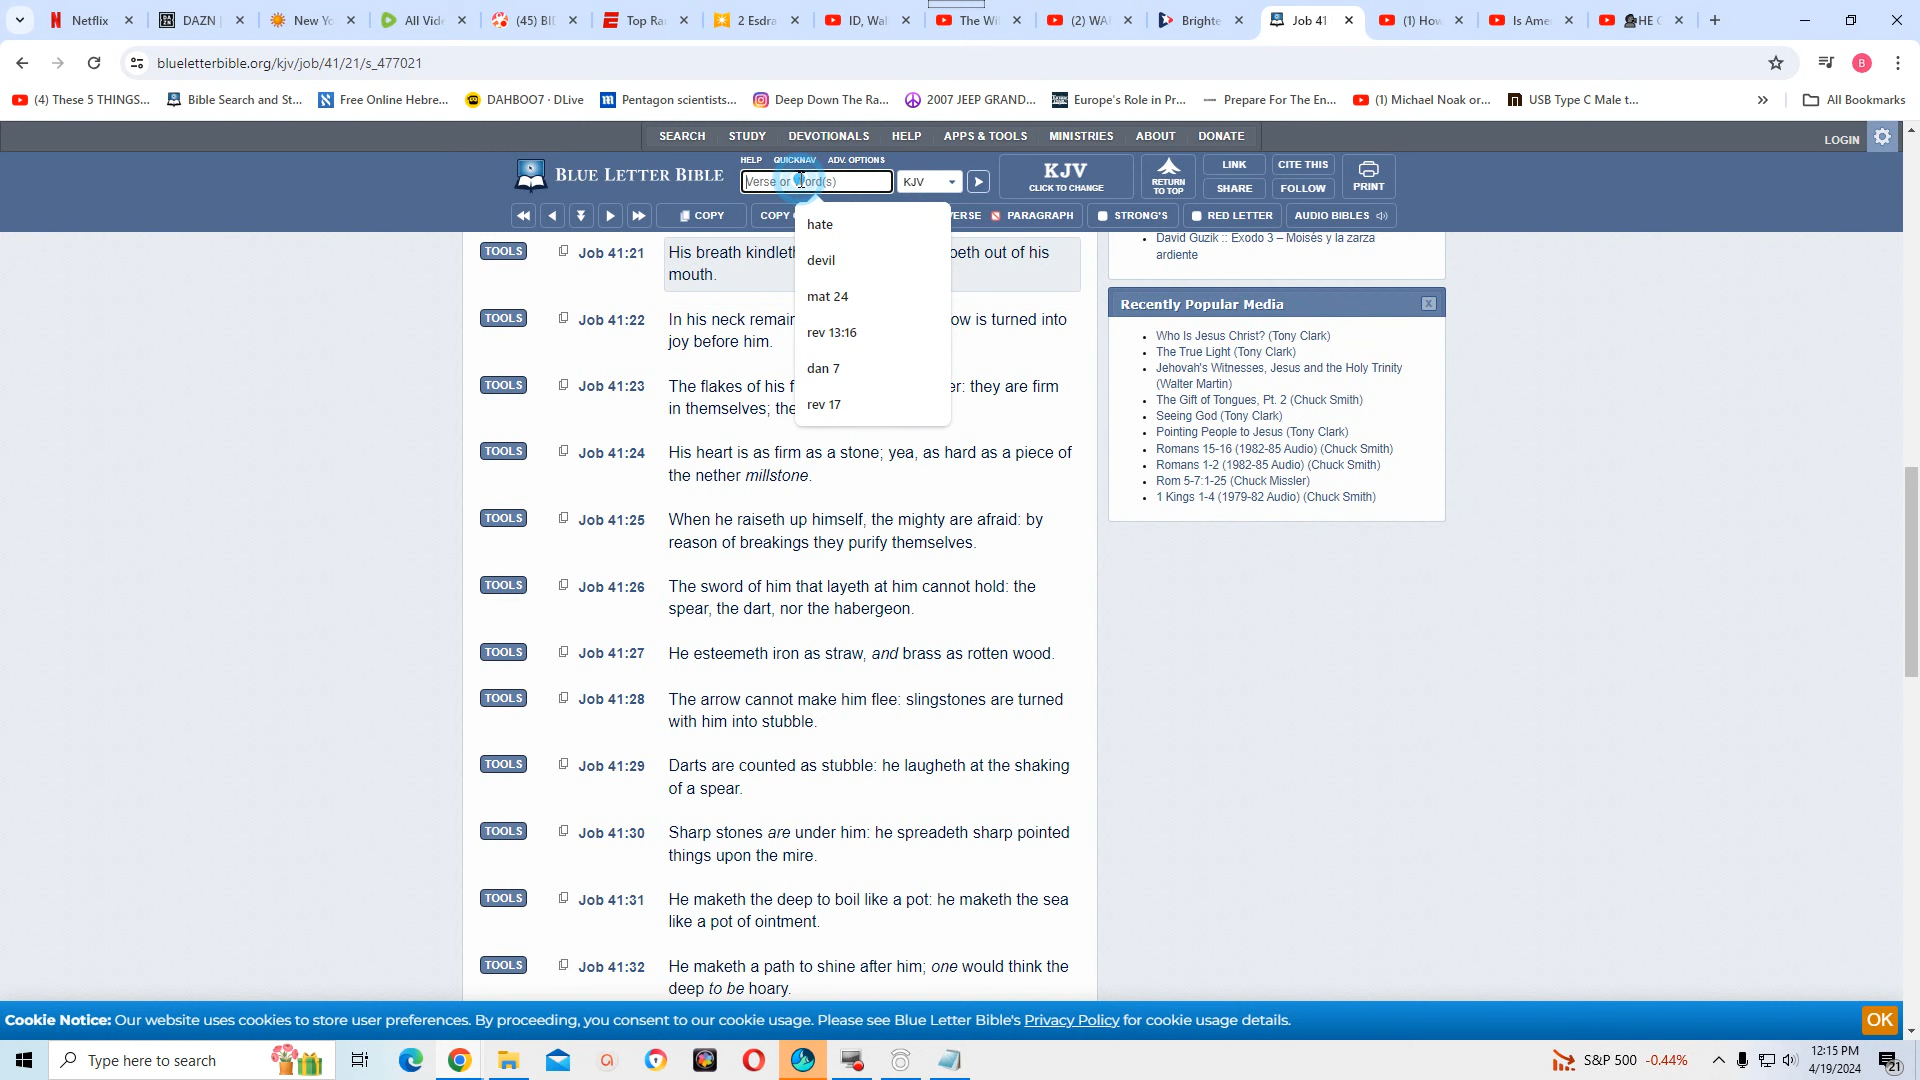 Netflix
DAZN
New Yo
All Vide
(45) BIE
Top Ra
2 Esdra
ID, Wal
The Wi
(2) WA
Brighte
Job 41
(1) How
Is Ame
HE
blueletterbible.org/kjv/job/41/21/s_477021
B
(4) These 5 THINGS...
Bible Search and St...
Free Online Hebre...
DAHBOO7 · DLive
Pentagon scientists...
Deep Down The Ra...
2007 JEEP GRAND...
Europe's Role in Pr...
Prepare For The En...
(1) Michael Noak or...
USB Type C Male t...
All Bookmarks
SEARCH STUDY DEVOTIONALS HELP APPS & TOOLS MINISTRIES ABOUT DONATE
LOGIN
BLUE LETTER BIBLE
HELP QUICKNAV ADV. OPTIONS
Verse or Word(s)
KJV
KJV
CLICK TO CHANGE
RETURN
TO TOP
LINK
CITE THIS
SHARE
FOLLOW
PRINT
COPY
COPY
VERSE
PARAGRAPH
STRONG'S
RED LETTER
AUDIO BIBLES
hate
devil
mat 24
rev 13:16
dan 7
rev 17
TOOLS Job 41:21 His breath kindleth oeth out of his
mouth.
TOOLS Job 41:22 In his neck remain ow is turned into
joy before him.
TOOLS Job 41:23 The flakes of his f er: they are firm
in themselves; the
TOOLS Job 41:24 His heart is as firm as a stone; yea, as hard as a piece of
the nether millstone.
TOOLS Job 41:25 When he raiseth up himself, the mighty are afraid: by
reason of breakings they purify themselves.
TOOLS Job 41:26 The sword of him that layeth at him cannot hold: the
spear, the dart, nor the habergeon.
TOOLS Job 41:27 He esteemeth iron as straw, and brass as rotten wood.
TOOLS Job 41:28 The arrow cannot make him flee: slingstones are turned
with him into stubble.
TOOLS Job 41:29 Darts are counted as stubble: he laugheth at the shaking
of a spear.
TOOLS Job 41:30 Sharp stones are under him: he spreadeth sharp pointed
things upon the mire.
TOOLS Job 41:31 He maketh the deep to boil like a pot: he maketh the sea
like a pot of ointment.
TOOLS Job 41:32 He maketh a path to shine after him; one would think the
deep to be hoary.
David Guzik :: Exodo 3 – Moisés y la zarza
ardiente
Recently Popular Media
Who Is Jesus Christ? (Tony Clark)
The True Light (Tony Clark)
Jehovah's Witnesses, Jesus and the Holy Trinity
(Walter Martin)
The Gift of Tongues, Pt. 2 (Chuck Smith)
Seeing God (Tony Clark)
Pointing People to Jesus (Tony Clark)
Romans 15-16 (1982-85 Audio) (Chuck Smith)
Romans 1-2 (1982-85 Audio) (Chuck Smith)
Rom 5-7:1-25 (Chuck Missler)
1 Kings 1-4 (1979-82 Audio) (Chuck Smith)
Cookie Notice: Our website uses cookies to store user preferences. By proceeding, you consent to our cookie usage. Please see Blue Letter Bible's Privacy Policy for cookie usage details.
OK
Type here to search
S&P 500 -0.44%
12:15 PM
4/19/2024
21